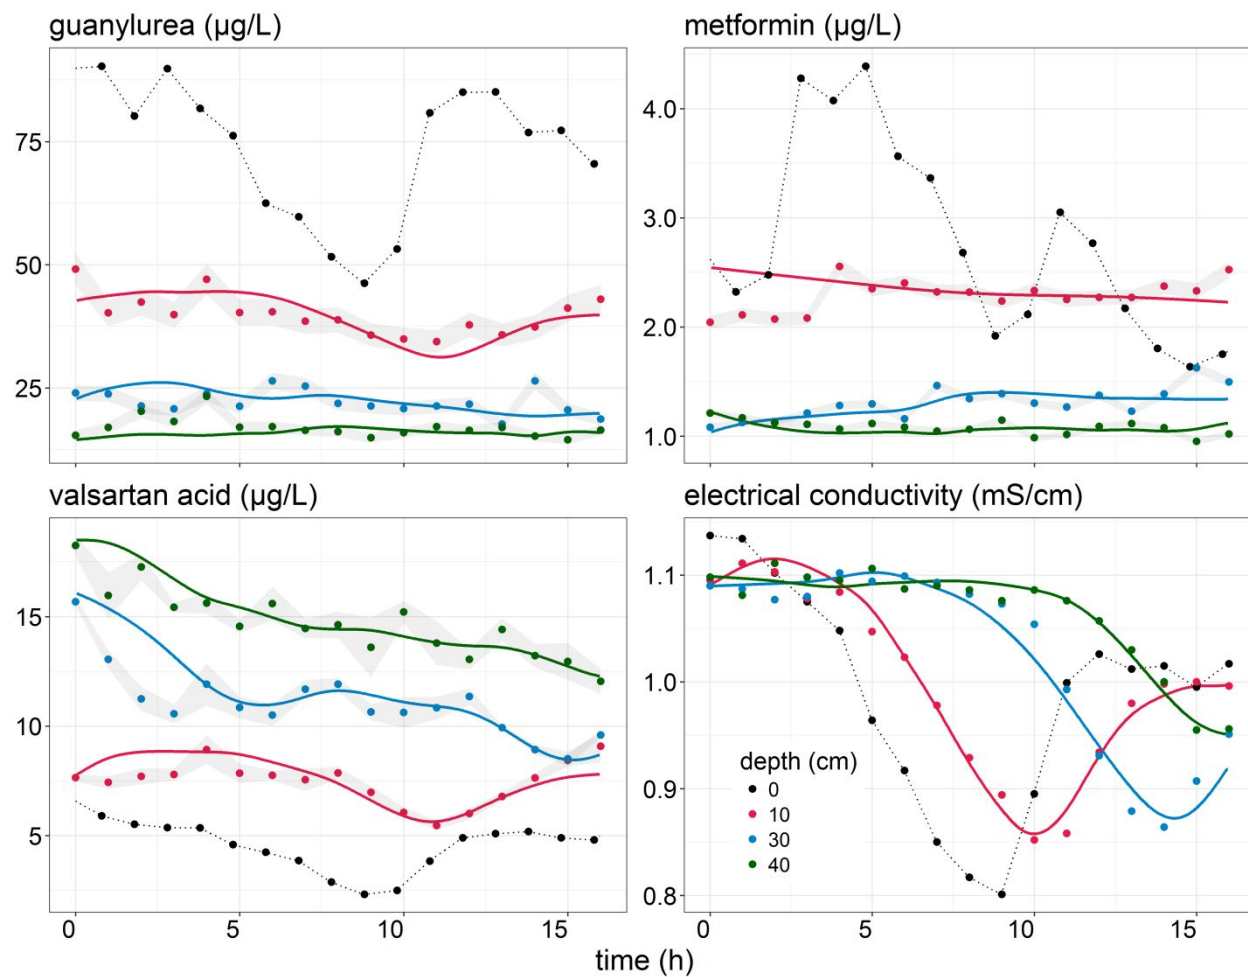 guanylurea (µg/L)
metformin (µg/L)
75
50
25
4.0
3.0
2.0
1.0
valsartan acid (µg/L)
electrical conductivity (mS/cm)
15
10
5
1.1
1.0
0.9
0.8
depth (cm)
0
10
30
40
0 5 10 15
0 5 10 15
time (h)